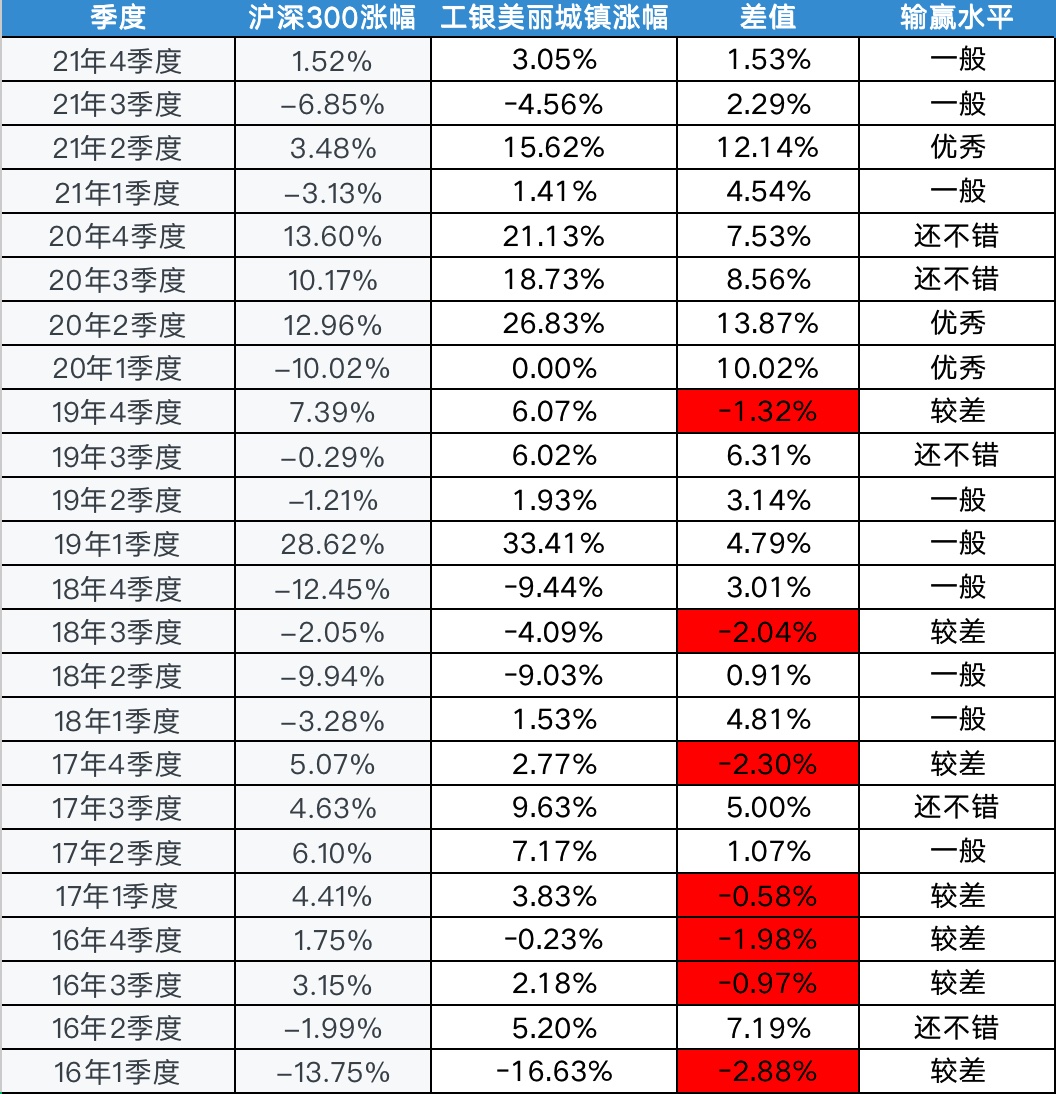 季度 沪深300涨幅 工银美丽城镇涨幅 差值 输赢水平
21年4季度 1.52% 3.05% 1.53% 一般
21年3季度 −6.85% -4.56% 2.29% 一般
21年2季度 3.48% 15.62% 12.14% 优秀
21年1季度 −3.13% 1.41% 4.54% 一般
20年4季度 13.60% 21.13% 7.53% 还不错
20年3季度 10.17% 18.73% 8.56% 还不错
20年2季度 12.96% 26.83% 13.87% 优秀
20年1季度 −10.02% 0.00% 10.02% 优秀
19年4季度 7.39% 6.07% -1.32% 较差
19年3季度 −0.29% 6.02% 6.31% 还不错
19年2季度 −1.21% 1.93% 3.14% 一般
19年1季度 28.62% 33.41% 4.79% 一般
18年4季度 −12.45% -9.44% 3.01% 一般
18年3季度 −2.05% -4.09% -2.04% 较差
18年2季度 −9.94% -9.03% 0.91% 一般
18年1季度 −3.28% 1.53% 4.81% 一般
17年4季度 5.07% 2.77% -2.30% 较差
17年3季度 4.63% 9.63% 5.00% 还不错
17年2季度 6.10% 7.17% 1.07% 一般
17年1季度 4.41% 3.83% -0.58% 较差
16年4季度 1.75% -0.23% -1.98% 较差
16年3季度 3.15% 2.18% -0.97% 较差
16年2季度 −1.99% 5.20% 7.19% 还不错
16年1季度 −13.75% -16.63% -2.88% 较差